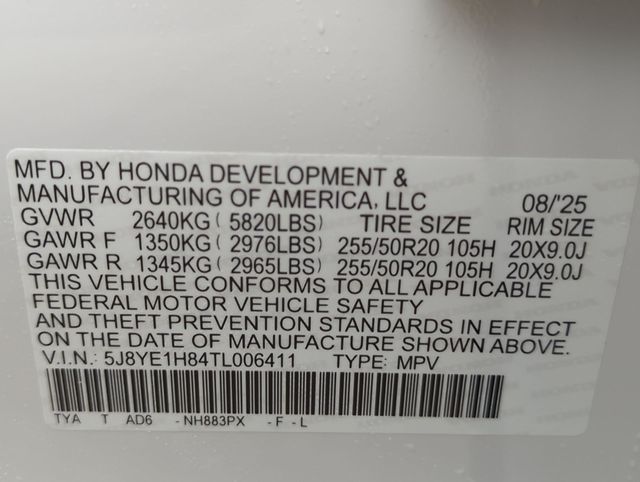 MFD. BY HONDA DEVELOPMENT &
MANUFACTURING OF AMERICA, LLC 08/'25
GVWR 2640KG ( 5820LBS) TIRE SIZE RIM SIZE
GAWR F 1350KG ( 2976LBS) 255/50R20 105H 20X9.0J
GAWR R 1345KG ( 2965LBS) 255/50R20 105H 20X9.0J
THIS VEHICLE CONFORMS TO ALL APPLICABLE
FEDERAL MOTOR VEHICLE SAFETY
AND THEFT PREVENTION STANDARDS IN EFFECT
ON THE DATE OF MANUFACTURE SHOWN ABOVE.
V.I.N.: 5J8YE1H84TL006411 TYPE: MPV
TYA T AD6 - NH883PX - F - L